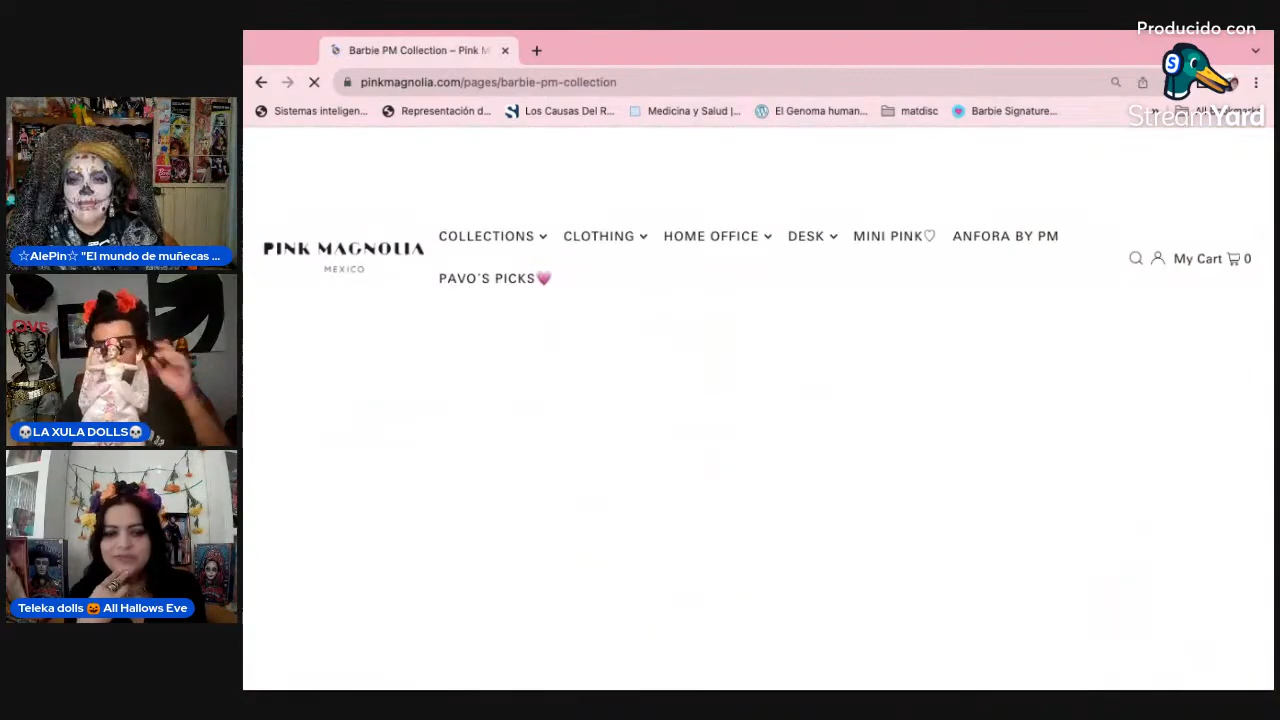 Producido con
StreamYard
Barbie PM Collection – Pink M
pinkmagnolia.com/pages/barbie-pm-collection
Sistemas inteligen...
Representación d...
Los Causas Del R...
Medicina y Salud |...
El Genoma human...
matdisc
Barbie Signature...
PINK MAGNOLIA
MEXICO
COLLECTIONS
CLOTHING
HOME OFFICE
DESK
MINI PINK♡
ANFORA BY PM
PAVO'S PICKS💗
My Cart 0
☆AlePin☆ "El mundo de muñecas ...
LOVE
💀LA XULA DOLLS💀
Teleka dolls 🎃 All Hallows Eve